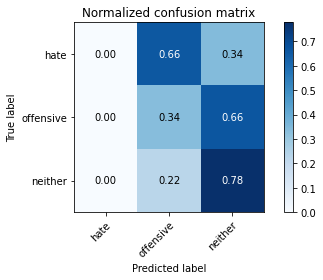 Normalized confusion matrix
True label
hate
0.00 0.66 0.34
offensive
0.00 0.34 0.66
neither
0.00 0.22 0.78
hate
offensive
neither
Predicted label
0.7
0.6
0.5
0.4
0.3
0.2
0.1
0.0